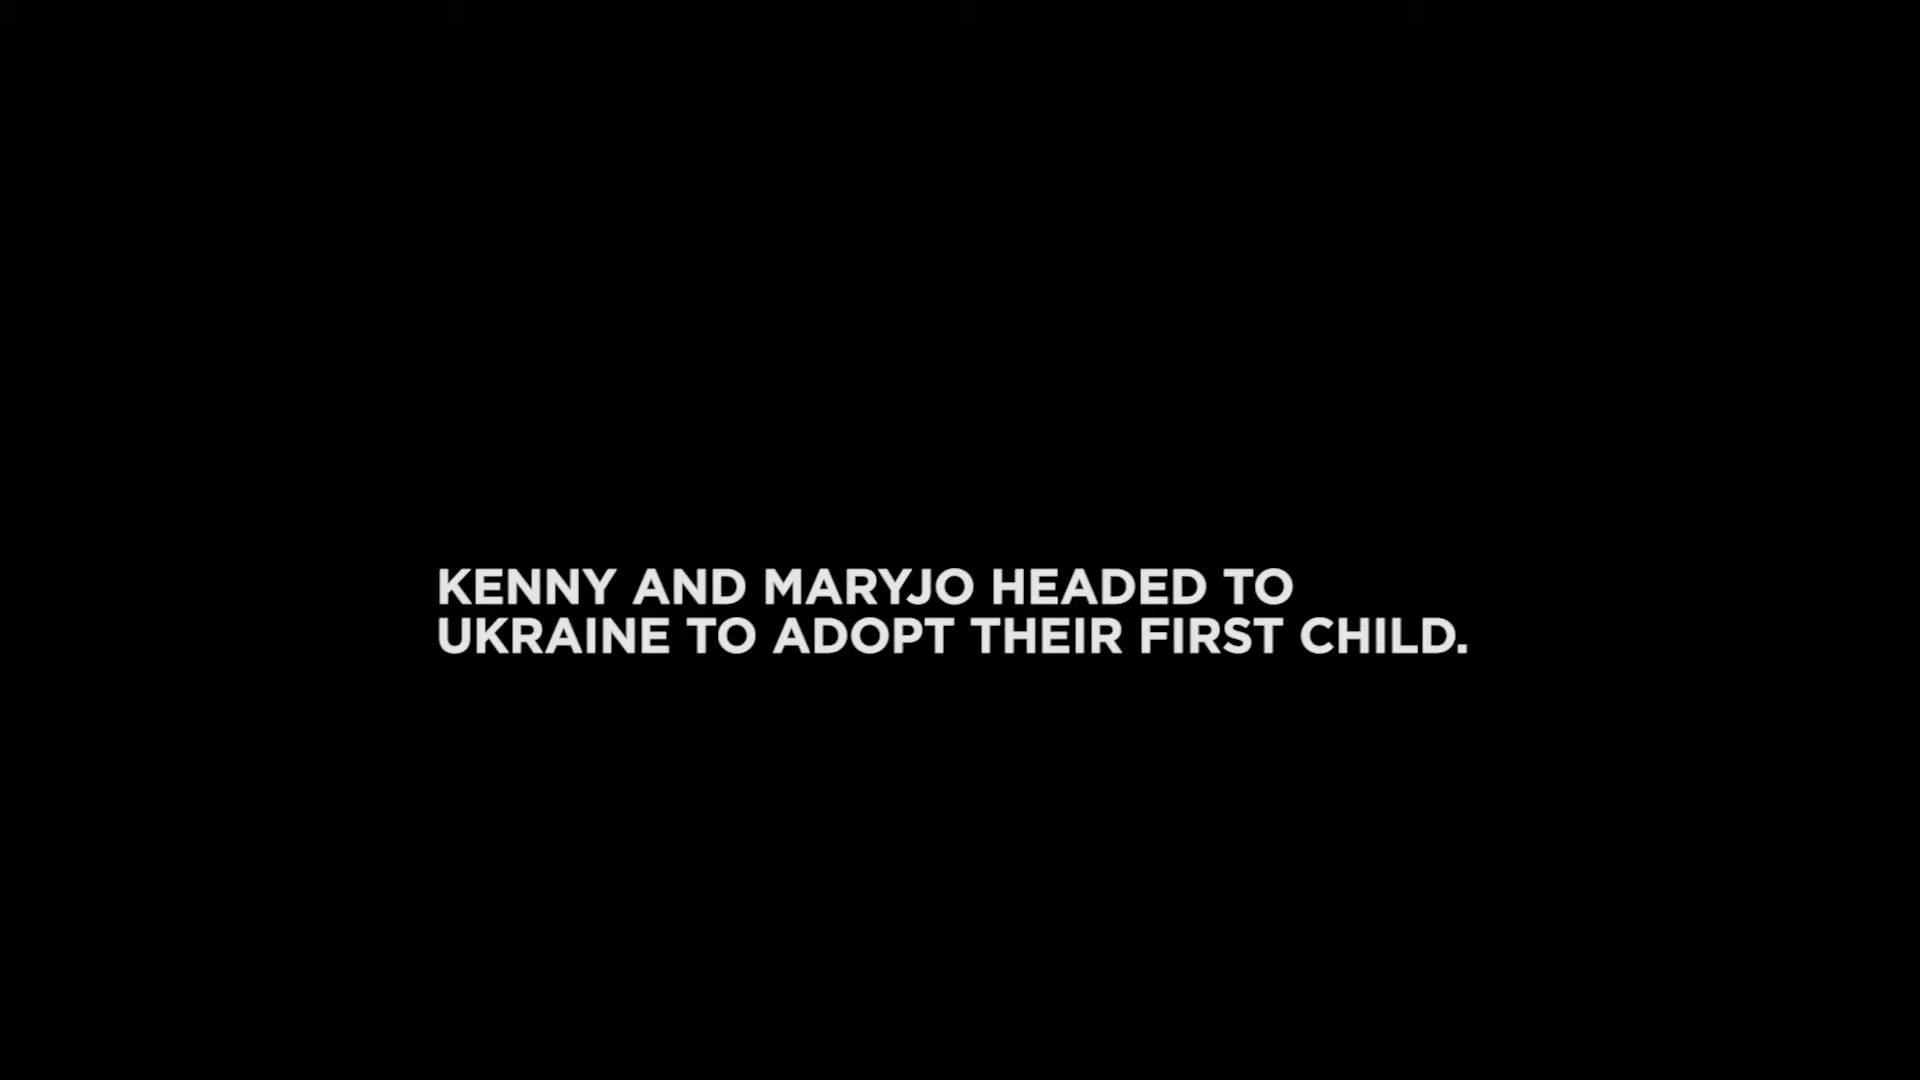 KENNY AND MARYJO HEADED TO
UKRAINE TO ADOPT THEIR FIRST CHILD.